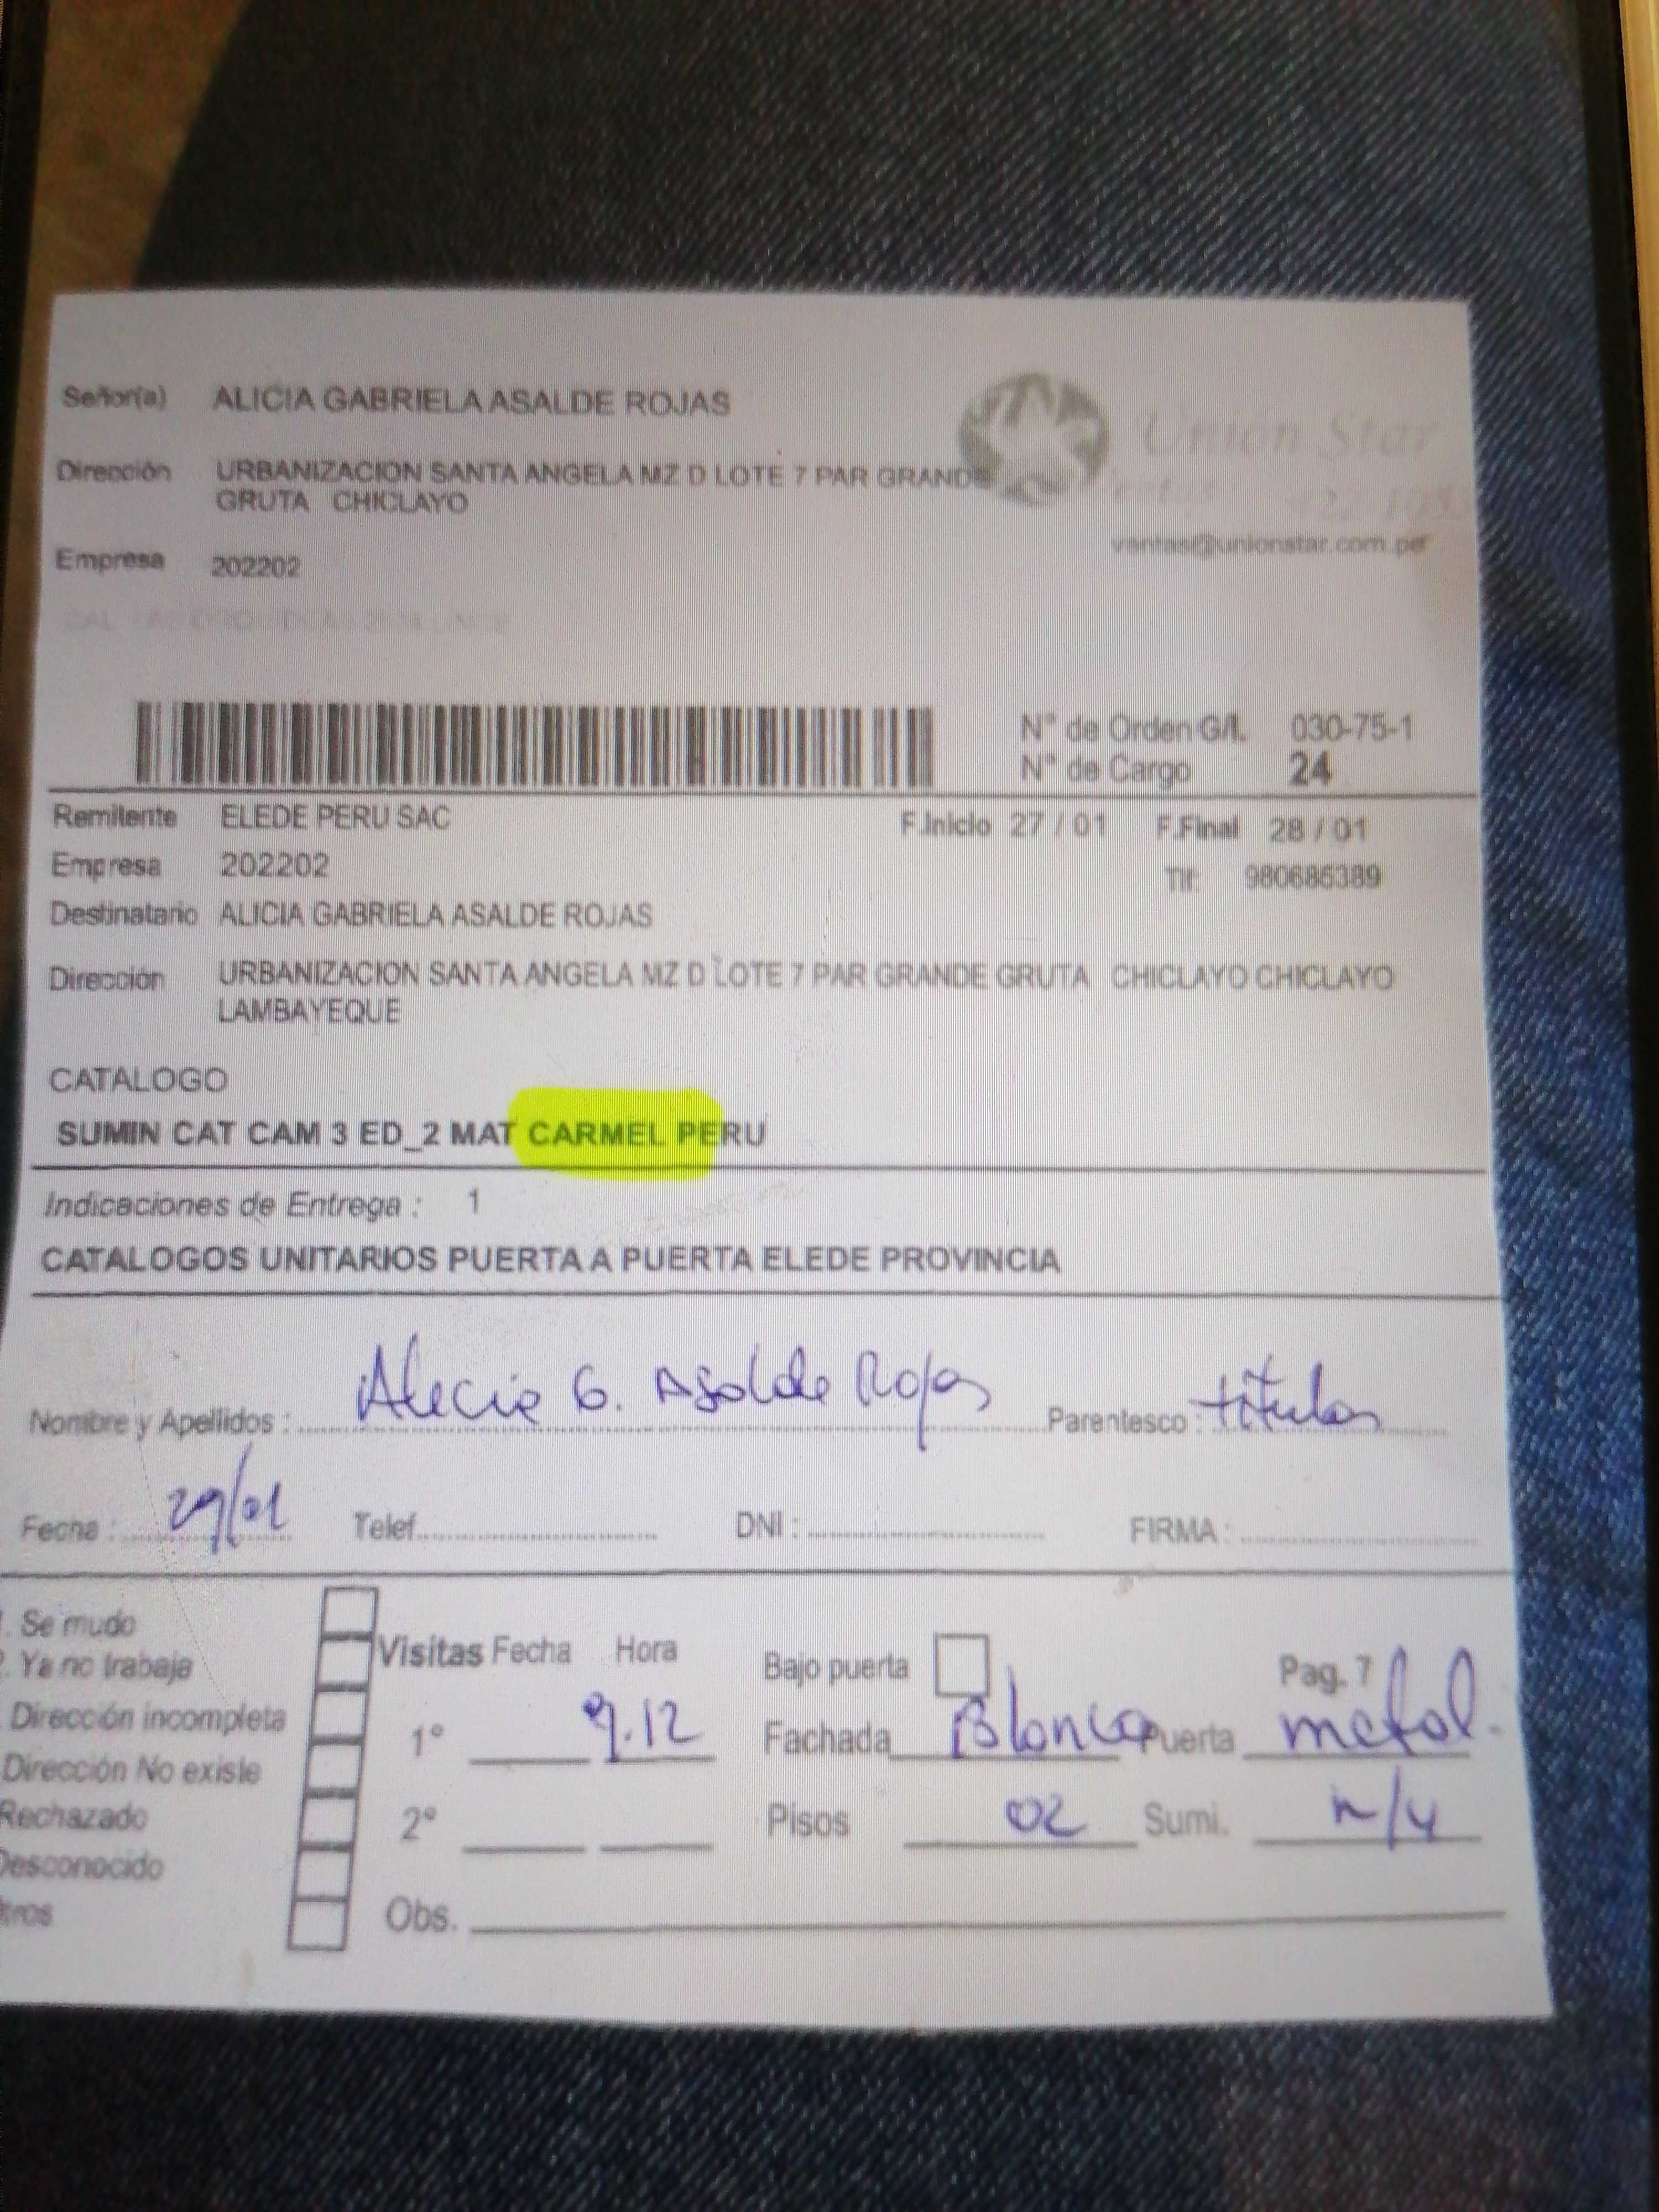 Señor(a) ALICIA GABRIELA ASALDE ROJAS
Union Star
Dirección URBANIZACION SANTA ANGELA MZ D LOTE 7 PAR GRANDE
GRUTA CHICLAYO
ventas@unionstar.com.pe
Empresa 202202
N° de Orden G/L. 030-75-1
N° de Cargo 24
Remitente ELEDE PERU SAC F.Inicio 27 / 01 F.Final 28 / 01
Empresa 202202 Tlf: 980685389
Destinatario ALICIA GABRIELA ASALDE ROJAS
Dirección URBANIZACION SANTA ANGELA MZ D LOTE 7 PAR GRANDE GRUTA CHICLAYO CHICLAYO
LAMBAYEQUE
CATALOGO
SUMIN CAT CAM 3 ED_2 MAT CARMEL PERU
Indicaciones de Entrega : 1
CATALOGOS UNITARIOS PUERTA A PUERTA ELEDE PROVINCIA
Nombre y Apellidos : Alecia G. Asalde Rojas Parentesco : titular
Fecha : 29/01 Telef. DNI : FIRMA :
. Se mudo
. Ya no trabaja Visitas Fecha Hora Bajo puerta Pag. 7
Dirección incompleta 1° 9.12 Fachada Blanca Puerta metal.
Dirección No existe
Rechazado 2° Pisos 02 Sumi. n/y
Desconocido
tros Obs.